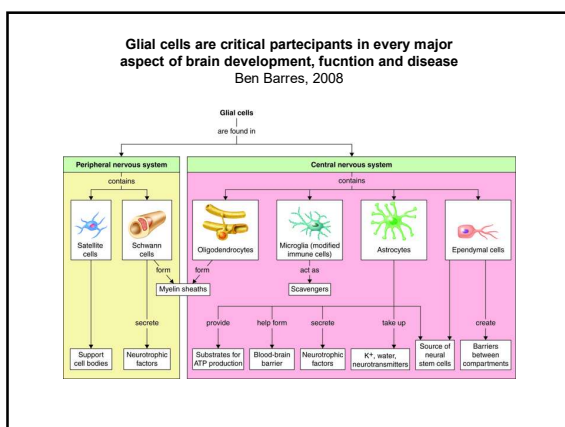 Glial cells are critical partecipants in every major
aspect of brain development, fucntion and disease
Ben Barres, 2008
Glial cells
are found in
Peripheral nervous system
Central nervous system
contains
contains
Satellite
cells
Schwann
cells
Oligodendrocytes
Microglia (modified
immune cells)
Astrocytes
Ependymal cells
form
form
act as
Myelin sheaths
Scavengers
secrete
provide
help form
secrete
take up
create
Support
cell bodies
Neurotrophic
factors
Substrates for
ATP production
Blood-brain
barrier
Neurotrophic
factors
K+, water,
neurotransmitters
Source of
neural
stem cells
Barriers
between
compartments